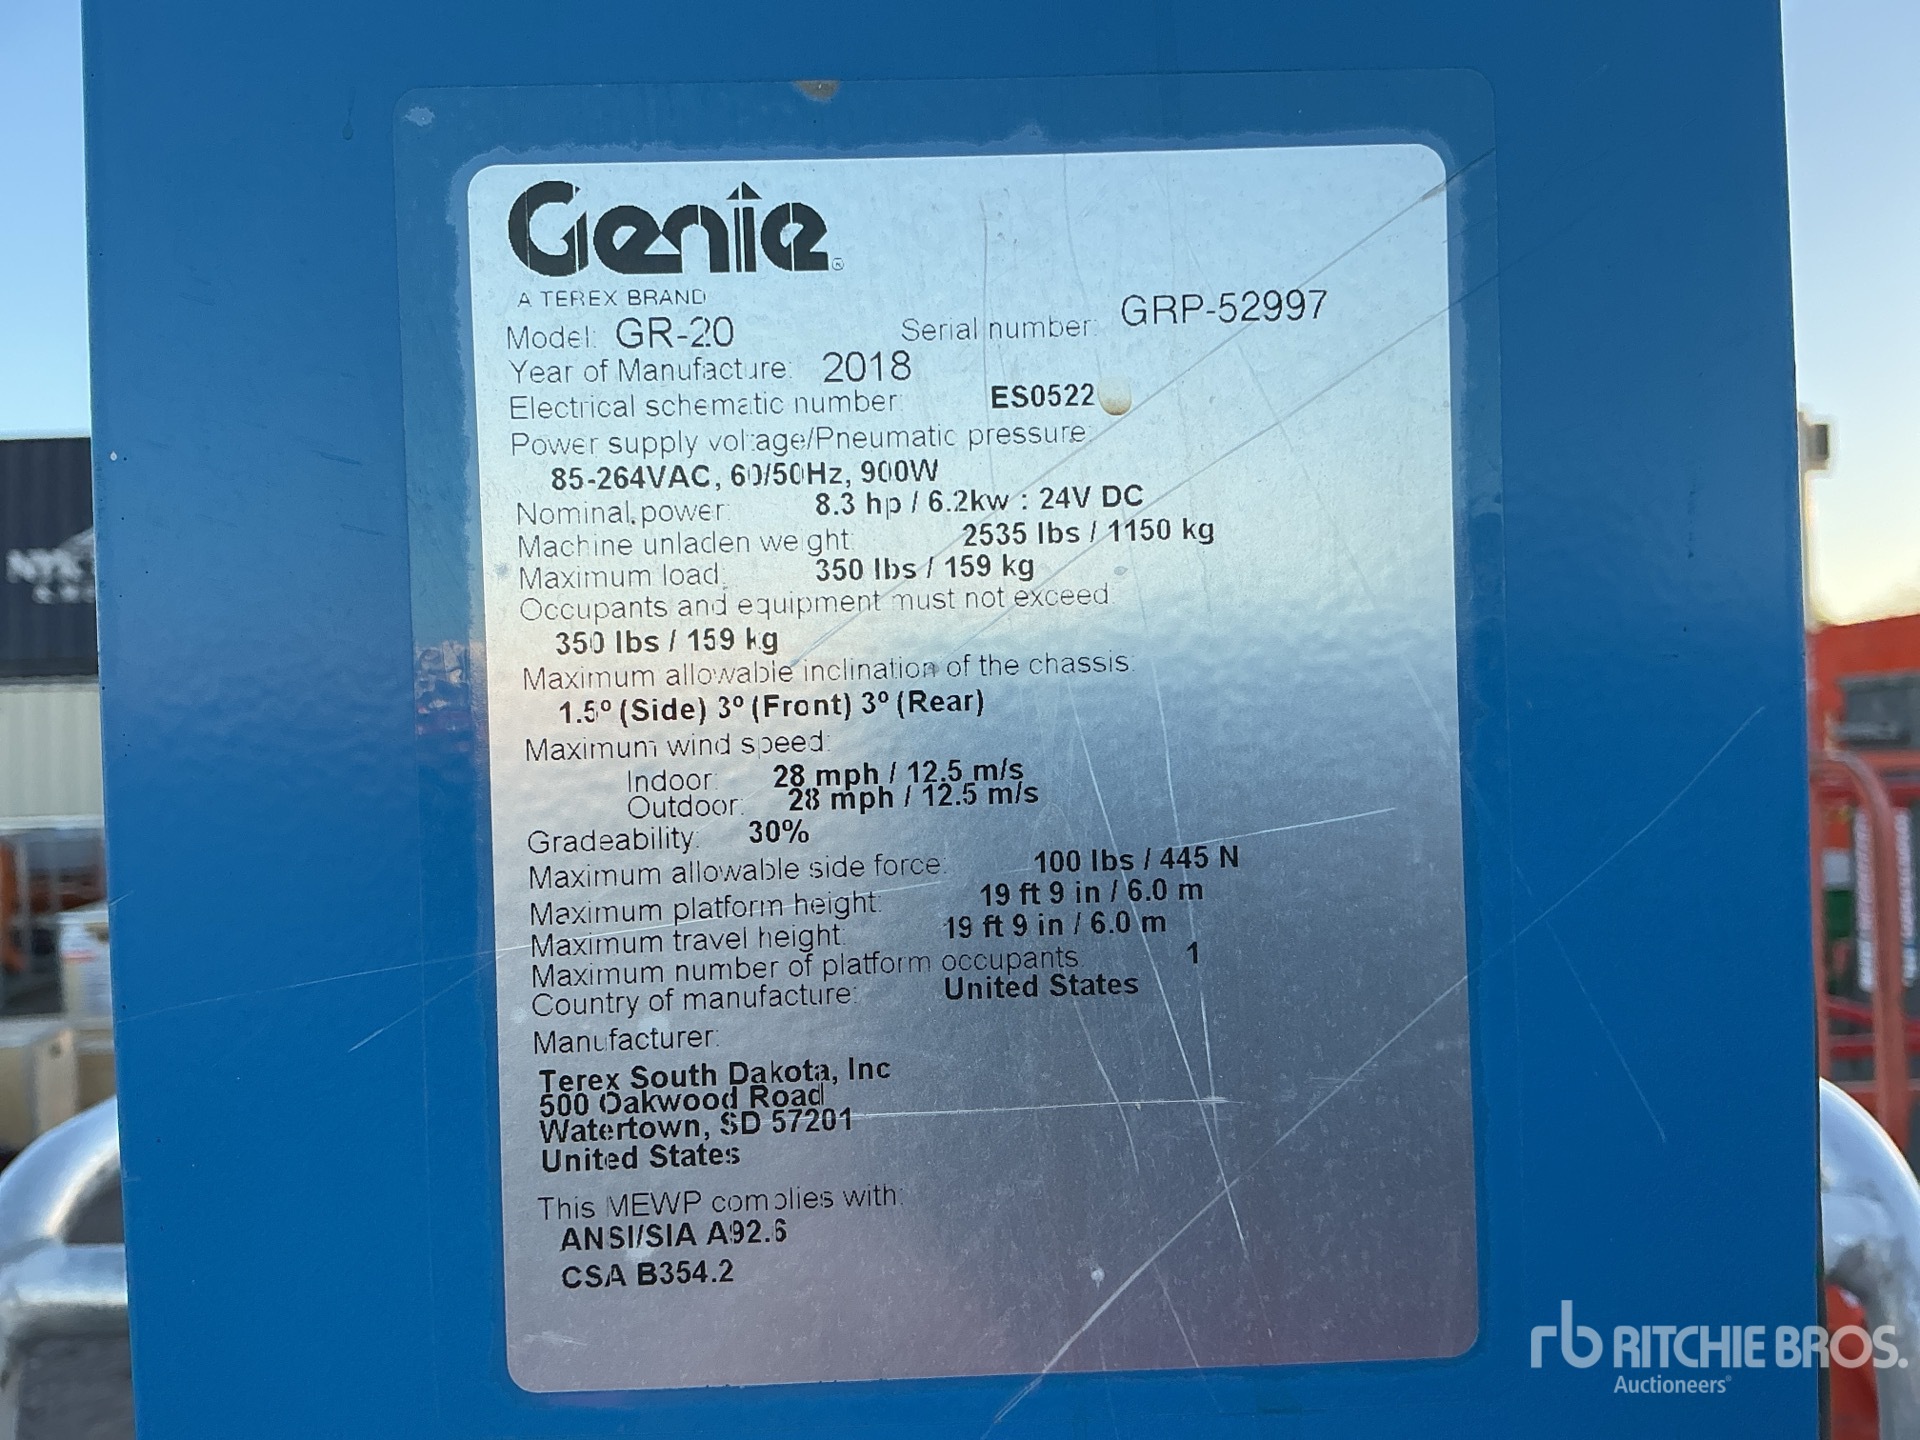 Genie®
A TEREX BRAND
Model: GR-20 Serial number: GRP-52997
Year of Manufacture: 2018
Electrical schematic number: ES0522
Power supply voltage/Pneumatic pressure:
85-264VAC, 60/50Hz, 900W
Nominal power: 8.3 hp / 6.2kw : 24V DC
Machine unladen weight: 2535 lbs / 1150 kg
Maximum load: 350 lbs / 159 kg
Occupants and equipment must not exceed:
350 lbs / 159 kg
Maximum allowable inclination of the chassis:
1.5º (Side) 3º (Front) 3º (Rear)
Maximum wind speed:
Indoor: 28 mph / 12.5 m/s
Outdoor: 28 mph / 12.5 m/s
Gradeability: 30%
Maximum allowable side force: 100 lbs / 445 N
Maximum platform height: 19 ft 9 in / 6.0 m
Maximum travel height: 19 ft 9 in / 6.0 m
Maximum number of platform occupants: 1
Country of manufacture: United States
Manufacturer:
Terex South Dakota, Inc
500 Oakwood Road
Watertown, SD 57201
United States
This MEWP complies with:
ANSI/SIA A92.6
CSA B354.2
rb RITCHIE BROS.
Auctioneers®